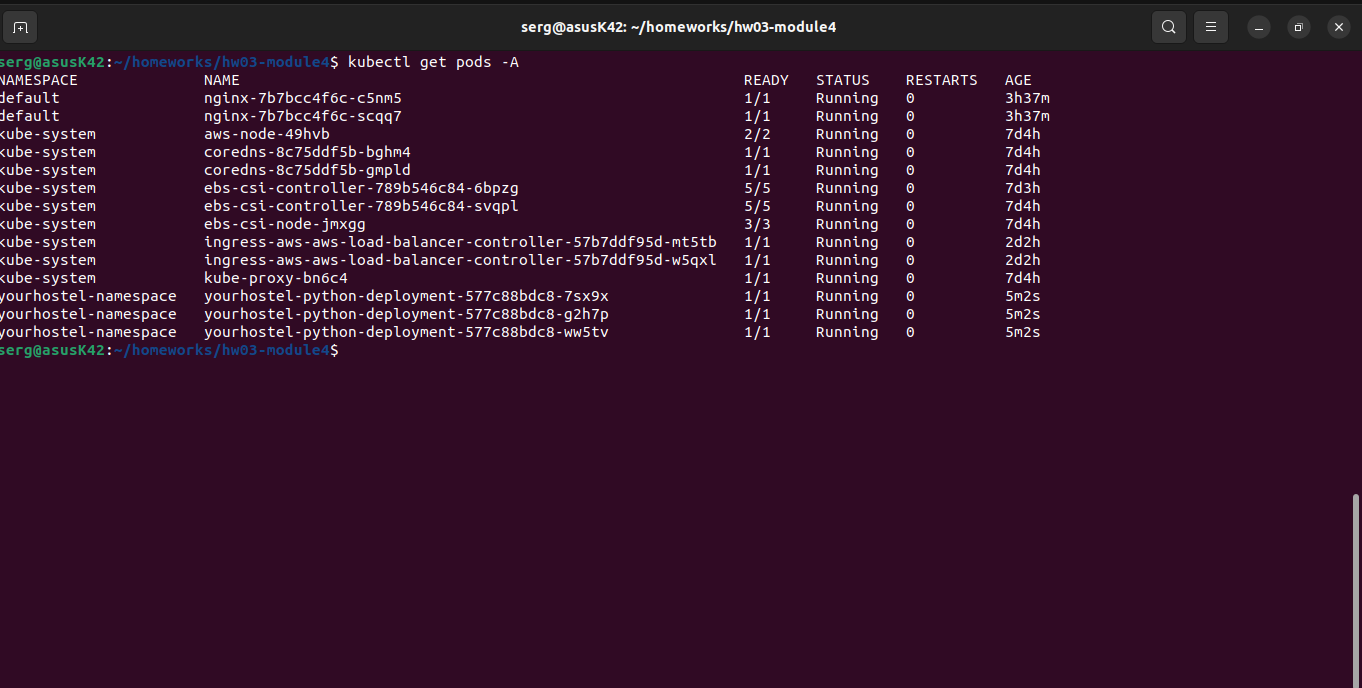 serg@asusK42: ~/homeworks/hw03-module4
serg@asusK42:~/homeworks/hw03-module4$ kubectl get pods -A
NAMESPACE NAME READY STATUS RESTARTS AGE
default nginx-7b7bcc4f6c-c5nm5 1/1 Running 0 3h37m
default nginx-7b7bcc4f6c-scqq7 1/1 Running 0 3h37m
kube-system aws-node-49hvb 2/2 Running 0 7d4h
kube-system coredns-8c75ddf5b-bghm4 1/1 Running 0 7d4h
kube-system coredns-8c75ddf5b-gmpld 1/1 Running 0 7d4h
kube-system ebs-csi-controller-789b546c84-6bpzg 5/5 Running 0 7d3h
kube-system ebs-csi-controller-789b546c84-svqpl 5/5 Running 0 7d4h
kube-system ebs-csi-node-jmxgg 3/3 Running 0 7d4h
kube-system ingress-aws-aws-load-balancer-controller-57b7ddf95d-mt5tb 1/1 Running 0 2d2h
kube-system ingress-aws-aws-load-balancer-controller-57b7ddf95d-w5qxl 1/1 Running 0 2d2h
kube-system kube-proxy-bn6c4 1/1 Running 0 7d4h
yourhostel-namespace yourhostel-python-deployment-577c88bdc8-7sx9x 1/1 Running 0 5m2s
yourhostel-namespace yourhostel-python-deployment-577c88bdc8-g2h7p 1/1 Running 0 5m2s
yourhostel-namespace yourhostel-python-deployment-577c88bdc8-ww5tv 1/1 Running 0 5m2s
serg@asusK42:~/homeworks/hw03-module4$